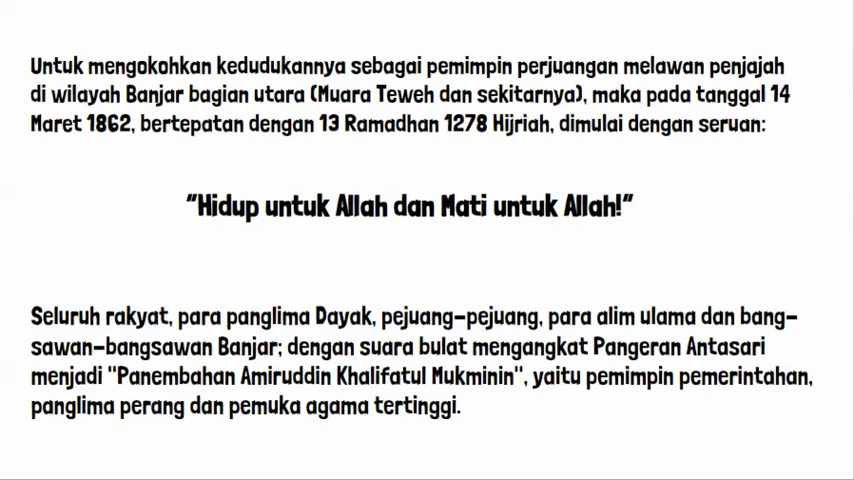 Untuk mengokohkan kedudukannya sebagai pemimpin perjuangan melawan penjajah
di wilayah Banjar bagian utara (Muara Teweh dan sekitarnya), maka pada tanggal 14
Maret 1862, bertepatan dengan 13 Ramadhan 1278 Hijriah, dimulai dengan seruan:
"Hidup untuk Allah dan Mati untuk Allah!"
Seluruh rakyat, para panglima Dayak, pejuang-pejuang, para alim ulama dan bang-
sawan-bangsawan Banjar; dengan suara bulat mengangkat Pangeran Antasari
menjadi "Panembahan Amiruddin Khalifatul Mukminin", yaitu pemimpin pemerintahan,
panglima perang dan pemuka agama tertinggi.